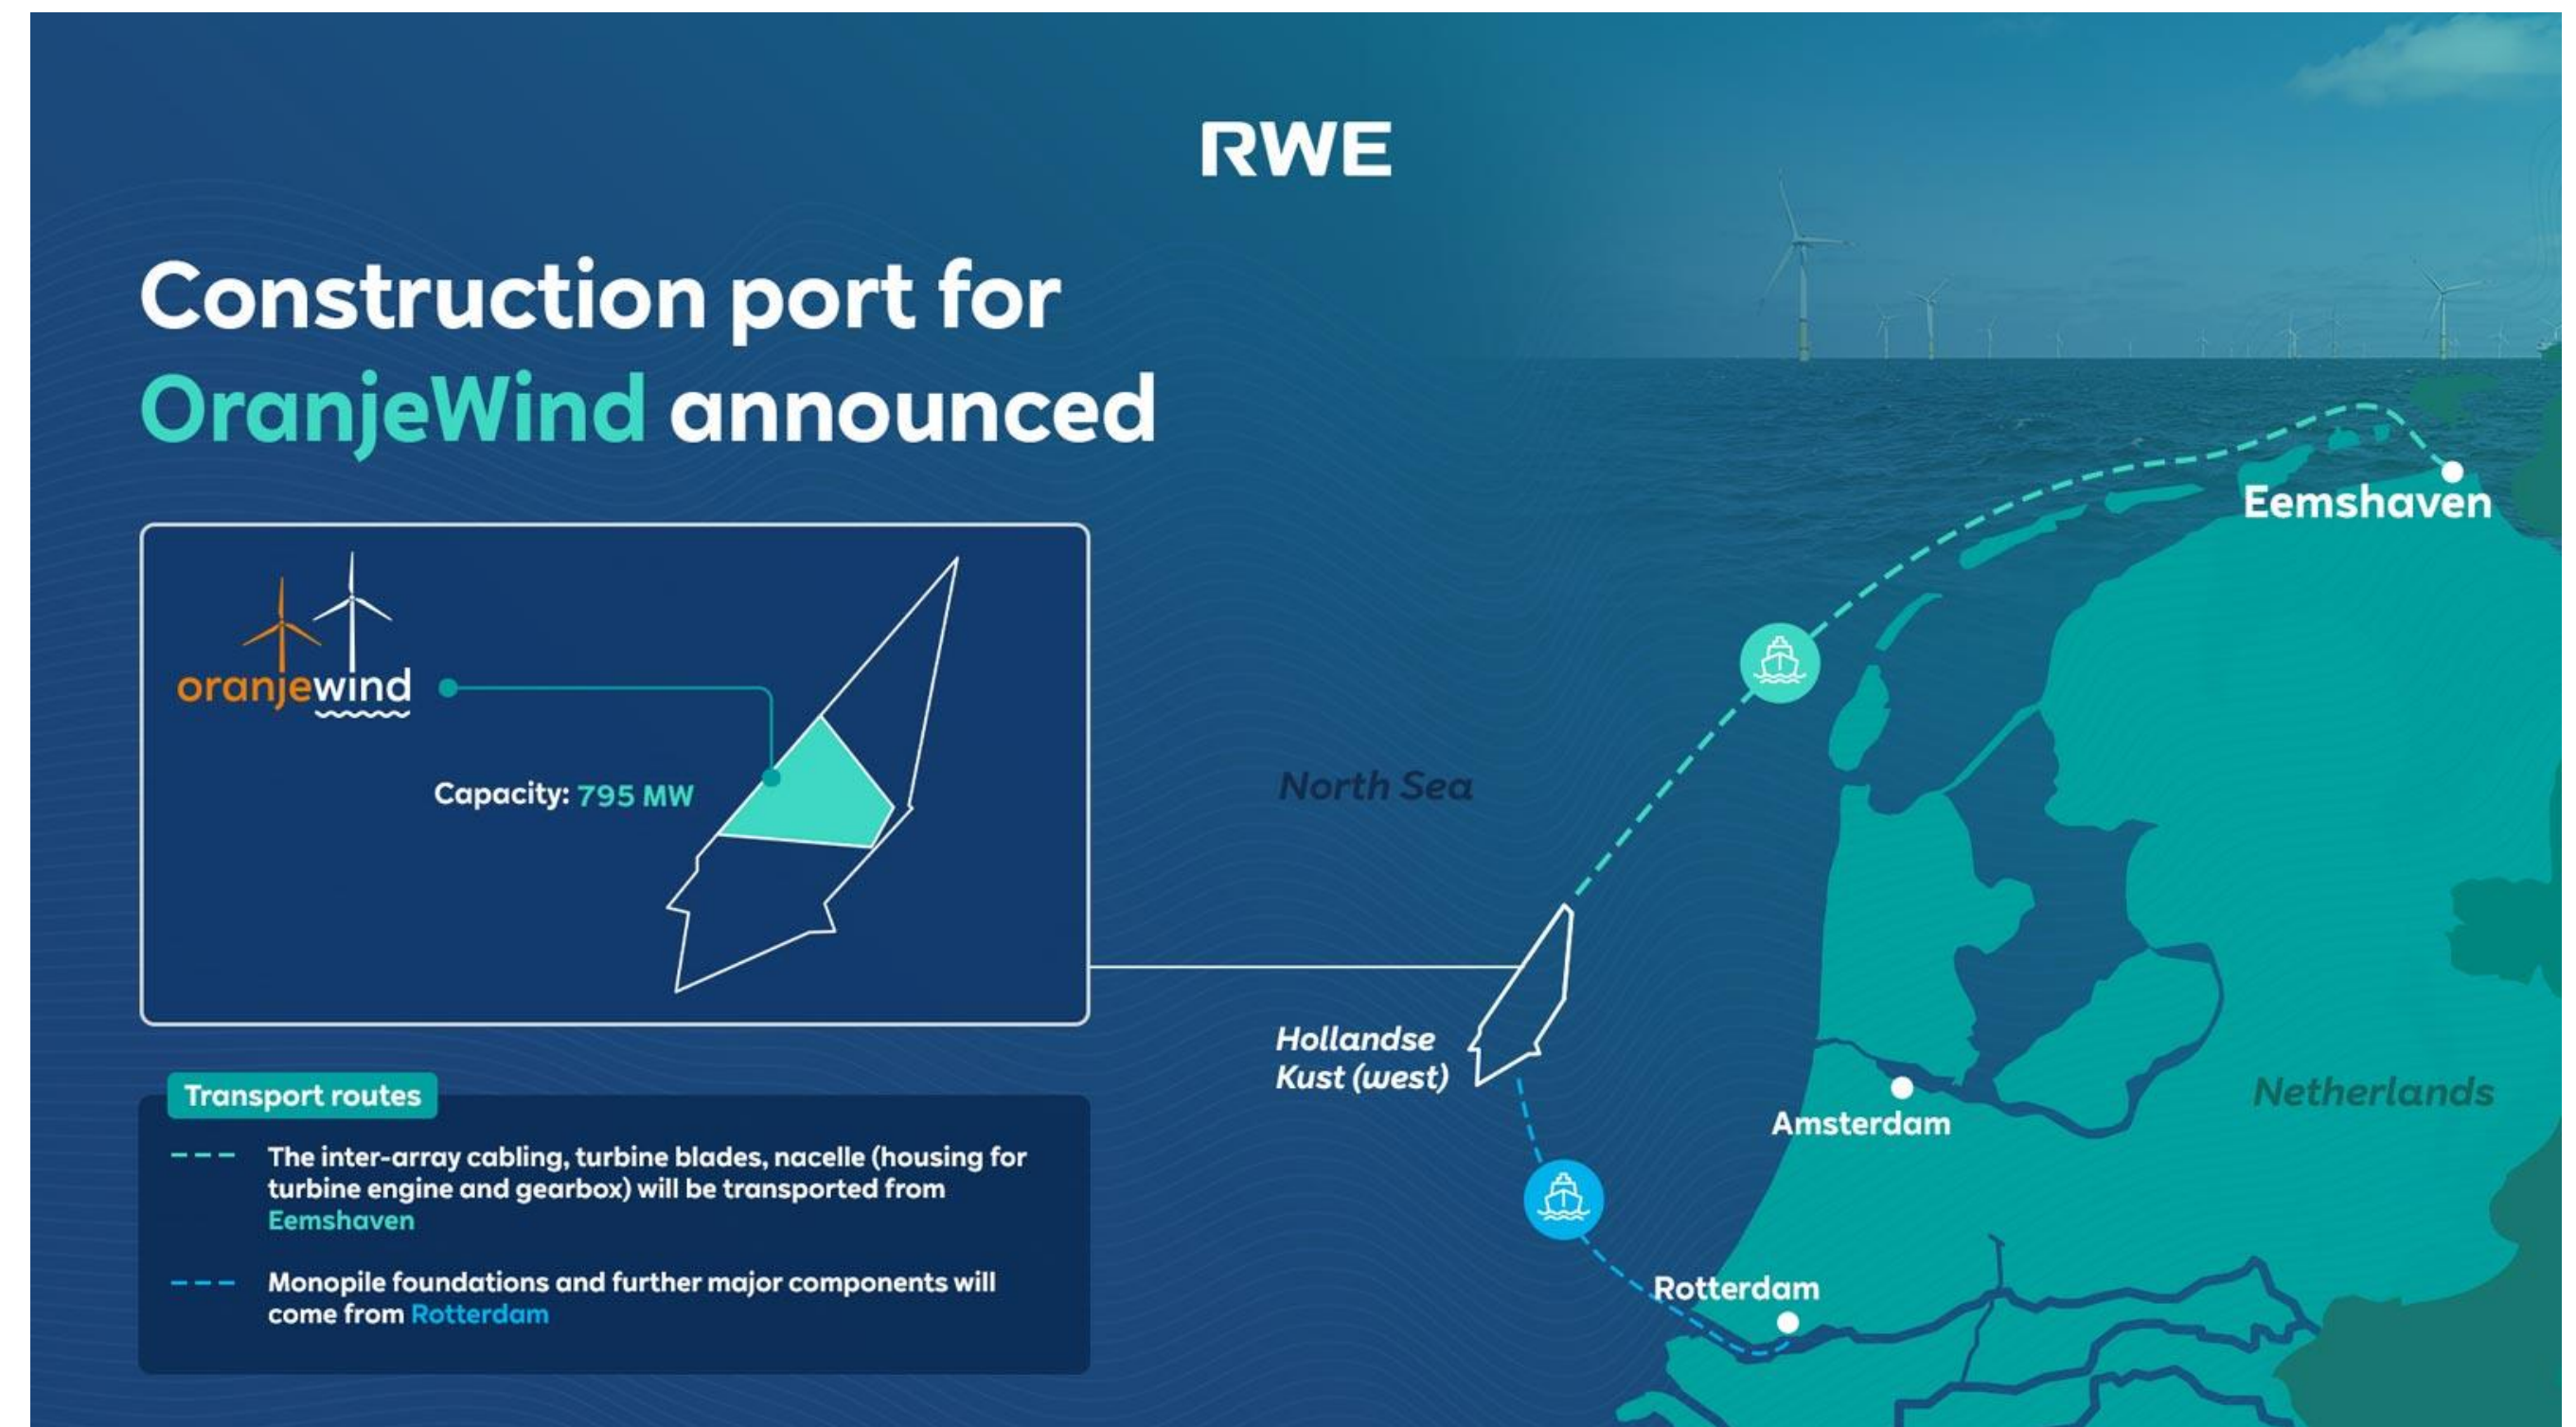 RWE
Construction port for
OranjeWind announced
oranjewind
Capacity: 795 MW
Transport routes
The inter-array cabling, turbine blades, nacelle (housing for
turbine engine and gearbox) will be transported from
Eemshaven
Monopile foundations and further major components will
come from Rotterdam
Eemshaven
North Sea
Hollandse
Kust (west)
Amsterdam
Netherlands
Rotterdam